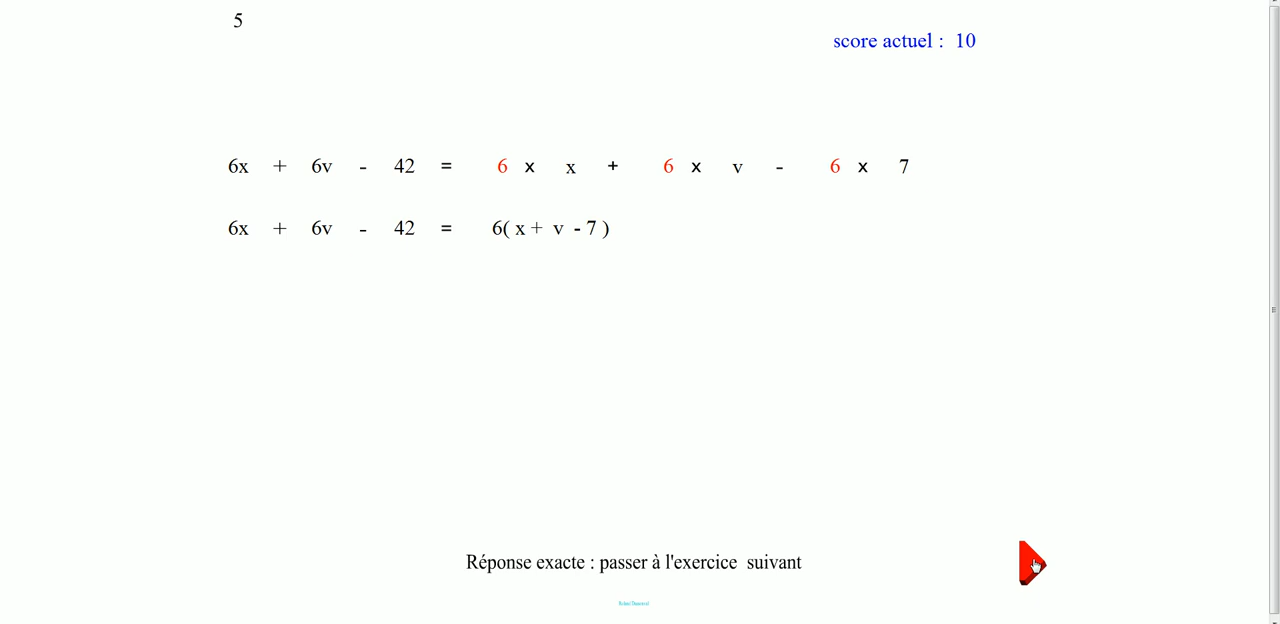 5
score actuel : 10
6x + 6v - 42 = 6 x x + 6 x v - 6 x 7
6x + 6v - 42 = 6( x + v - 7 )
Réponse exacte : passer à l'exercice suivant